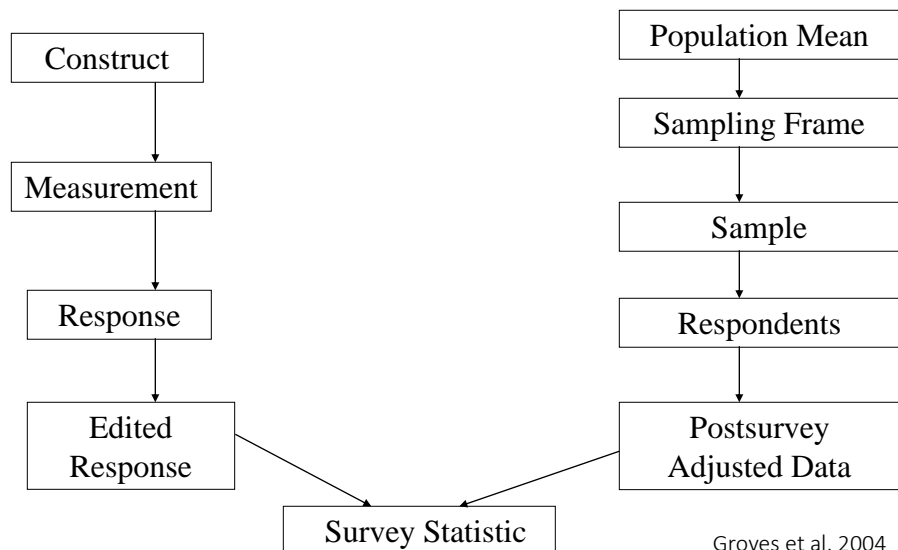 Construct
Measurement
Response
Edited
Response
Population Mean
Sampling Frame
Sample
Respondents
Postsurvey
Adjusted Data
Survey Statistic
Groves et al. 2004